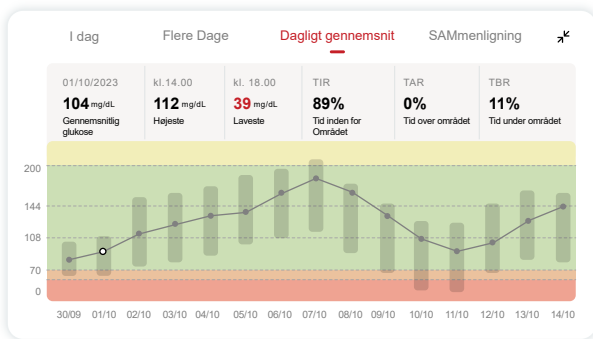 I dag
Flere Dage
Dagligt gennemsnit
SAMmenligning
01/10/2023
104 mg/dL
Gennemsnitlig
glukose
kl.14.00
112 mg/dL
Højeste
kl. 18.00
39 mg/dL
Laveste
TIR
89%
Tid inden for
Området
TAR
0%
Tid over området
TBR
11%
Tid under området
200
144
108
70
0
30/09 01/10 02/10 03/10 04/10 05/10 06/10 07/10 08/10 09/10 10/10 11/10 12/10 13/10 14/10